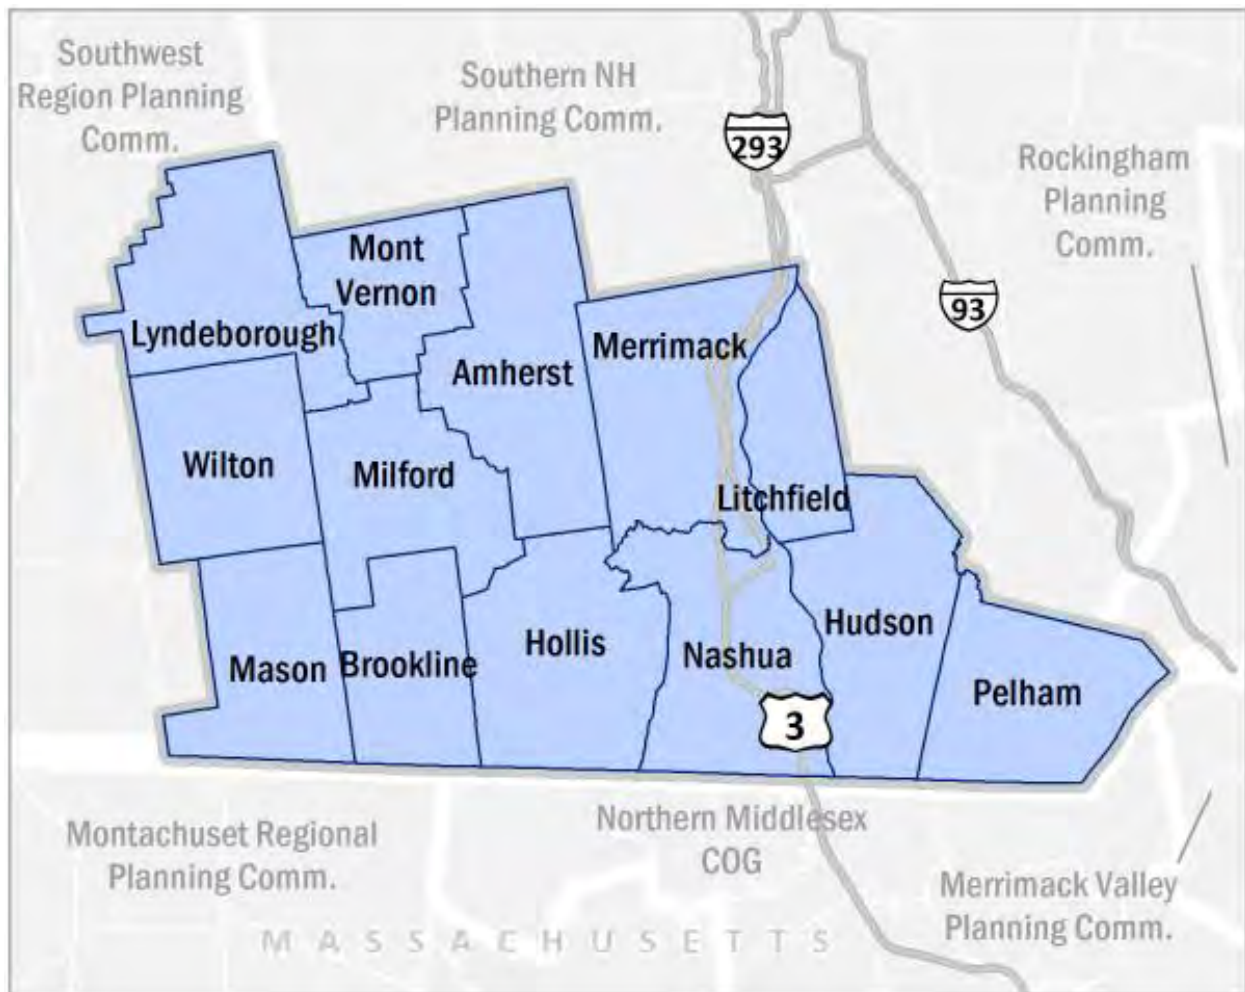 Southwest
Region Planning
Comm.
Southern NH
Planning Comm.
293
Rockingham
Planning
Comm.
93
Mont
Vernon
Lyndeborough
Merrimack
Amherst
Wilton
Milford
Litchfield
Hudson
Hollis
Nashua
Mason
Brookline
Pelham
3
Montachuset Regional
Planning Comm.
Northern Middlesex
COG
Merrimack Valley
Planning Comm.
MASSACHUSETTS